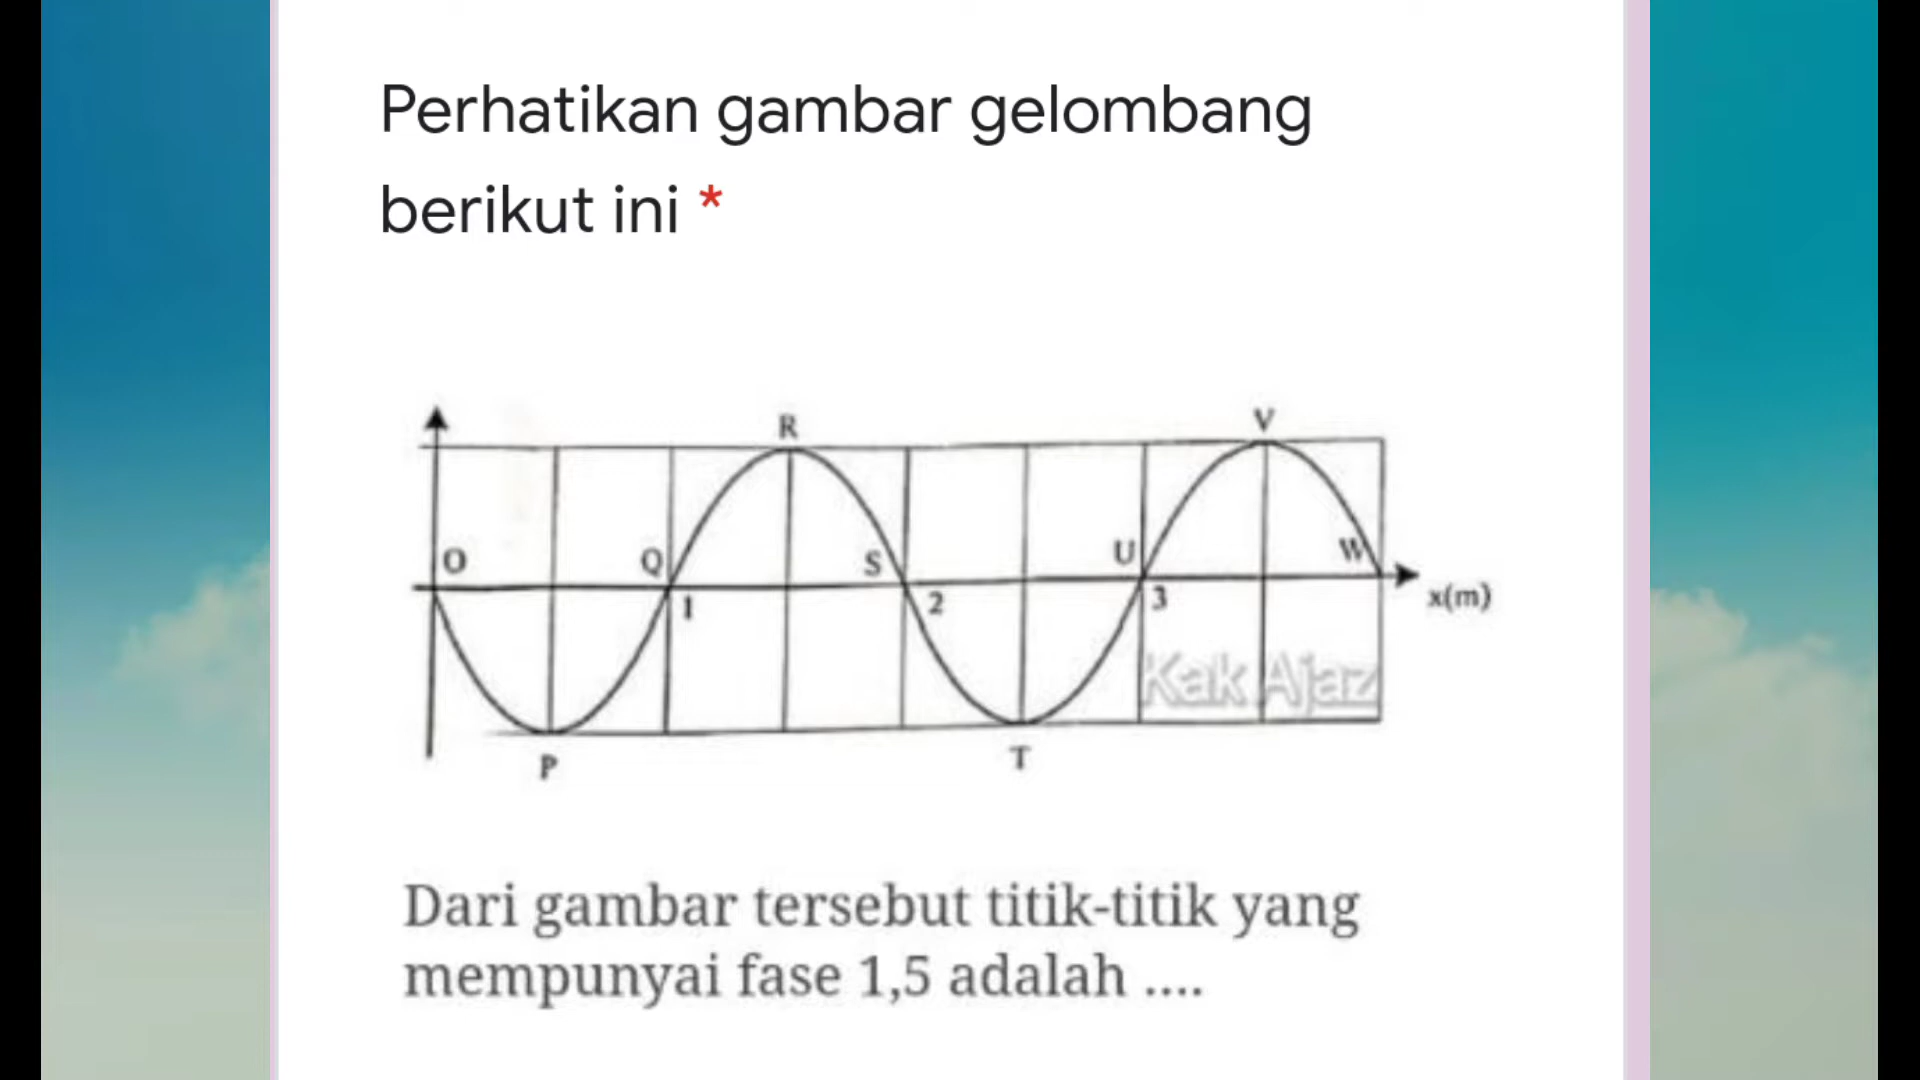 Perhatikan gambar gelombang
berikut ini *
R
V
O
Q
S
U
W
1
2
3
x(m)
Kak Ajaz
P
T
Dari gambar tersebut titik-titik yang
mempunyai fase 1,5 adalah ....